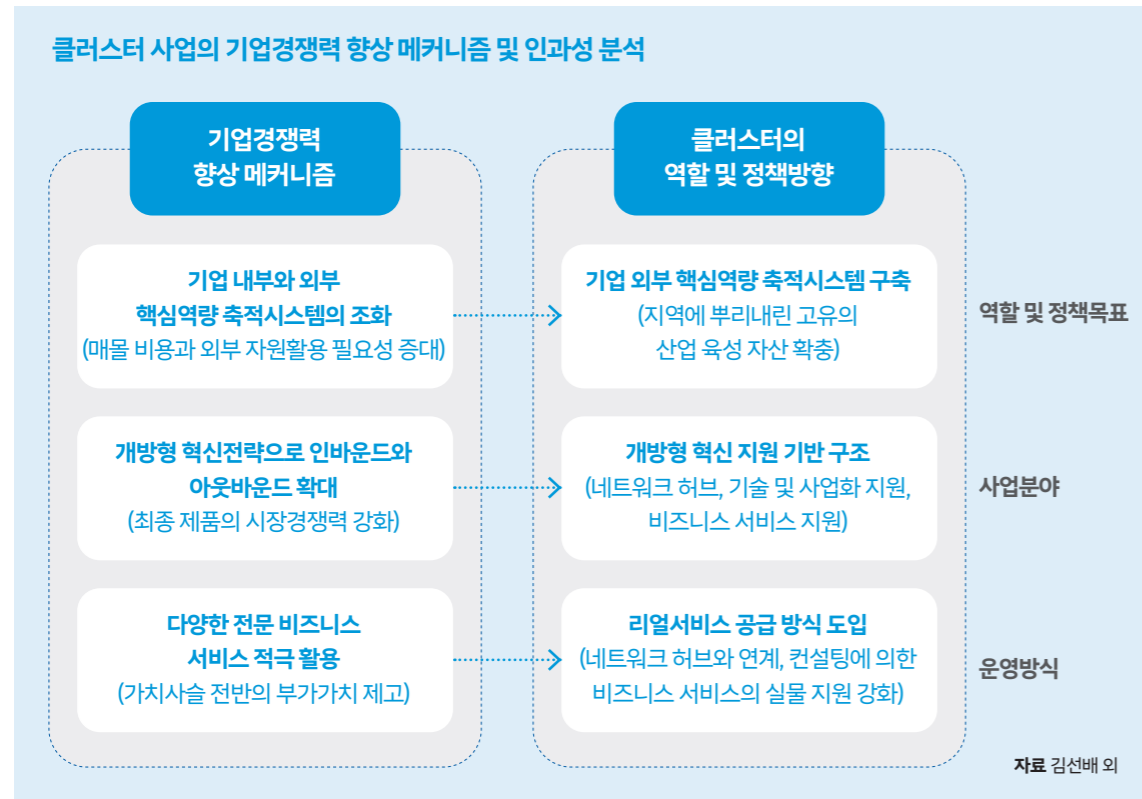 클러스터 사업의 기업경쟁력 향상 메커니즘 및 인과성 분석
기업경쟁력
향상 메커니즘
클러스터의
역할 및 정책방향
기업 내부와 외부
핵심역량 축적시스템의 조화
(매몰 비용과 외부 자원활용 필요성 증대)
기업 외부 핵심역량 축적시스템 구축
(지역에 뿌리내린 고유의
산업 육성 자산 확충)
역할 및 정책목표
개방형 혁신전략으로 인바운드와
아웃바운드 확대
(최종 제품의 시장경쟁력 강화)
개방형 혁신 지원 기반 구조
(네트워크 허브, 기술 및 사업화 지원,
비즈니스 서비스 지원)
사업분야
다양한 전문 비즈니스
서비스 적극 활용
(가치사슬 전반의 부가가치 제고)
리얼서비스 공급 방식 도입
(네트워크 허브와 연계, 컨설팅에 의한
비즈니스 서비스의 실물 지원 강화)
운영방식
자료 김선배 외